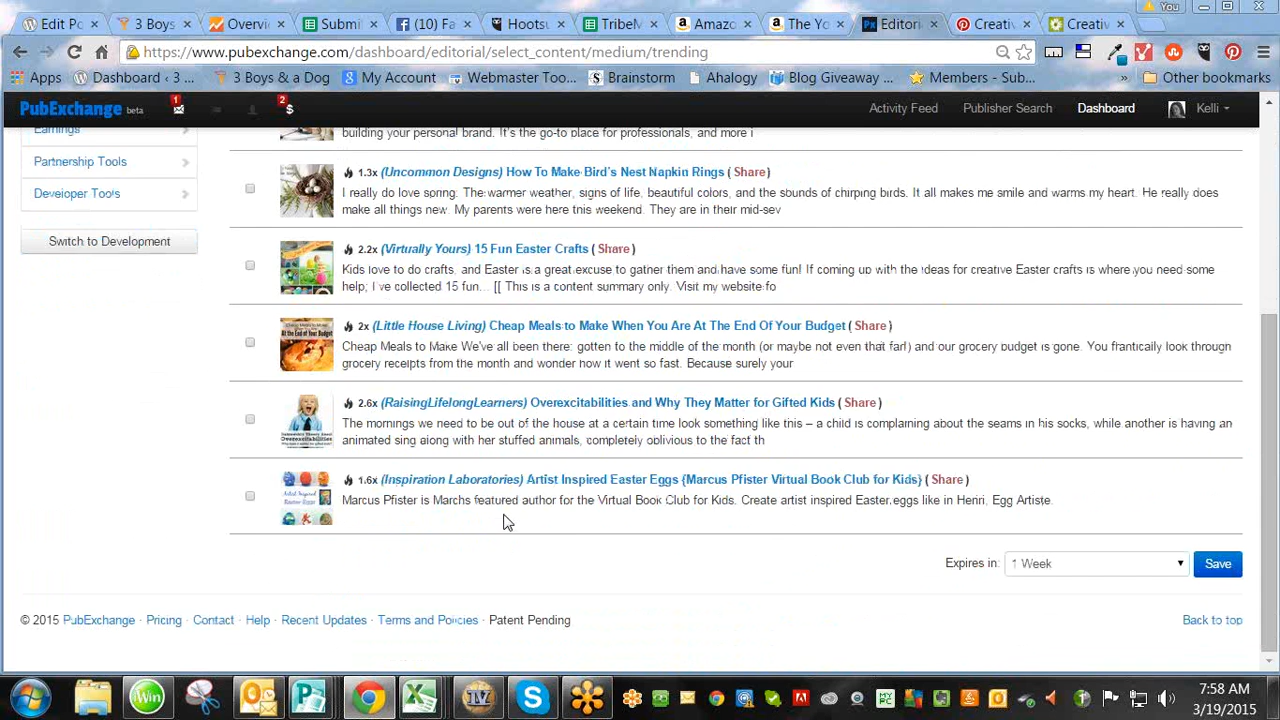 Edit Po
3 Boys
Overvi
Submi
(10) Fa
Hootsu
TribeM
Amazo
The Yo
Px Editori
Creativ
Creativ
You
https://www.pubexchange.com/dashboard/editorial/select_content/medium/trending
Apps
Dashboard ‹ 3 ...
3 Boys & a Dog
My Account
Webmaster Too...
Brainstorm
Ahalogy
Blog Giveaway ...
Members - Sub...
»
Other bookmarks
PubExchange beta
1
2
Activity Feed
Publisher Search
Dashboard
Kelli
Earnings
Partnership Tools
Developer Tools
Switch to Development
building your personal brand. It's the go-to place for professionals, and more i
1.3x (Uncommon Designs) How To Make Bird's Nest Napkin Rings ( Share )
I really do love spring. The warmer weather, signs of life, beautiful colors, and the sounds of chirping birds. It all makes me smile and warms my heart. He really does
make all things new. My parents were here this weekend. They are in their mid-sev
2.2x (Virtually Yours) 15 Fun Easter Crafts ( Share )
Kids love to do crafts, and Easter is a great excuse to gather them and have some fun! If coming up with the ideas for creative Easter crafts is where you need some
help; I've collected 15 fun... [[ This is a content summary only. Visit my website fo
2x (Little House Living) Cheap Meals to Make When You Are At The End Of Your Budget ( Share )
Cheap Meals to Make We've all been there: gotten to the middle of the month (or maybe not even that far!) and our grocery budget is gone. You frantically look through
grocery receipts from the month and wonder how it went so fast. Because surely your
2.6x (RaisingLifelongLearners) Overexcitabilities and Why They Matter for Gifted Kids ( Share )
The mornings we need to be out of the house at a certain time look something like this – a child is complaining about the seams in his socks, while another is having an
animated sing along with her stuffed animals, completely oblivious to the fact th
1.6x (Inspiration Laboratories) Artist Inspired Easter Eggs {Marcus Pfister Virtual Book Club for Kids} ( Share )
Marcus Pfister is Marchs featured author for the Virtual Book Club for Kids. Create artist inspired Easter eggs like in Henri, Egg Artiste.
Expires in:
1 Week
Save
© 2015 PubExchange · Pricing · Contact · Help · Recent Updates · Terms and Policies · Patent Pending
Back to top
Win
7:58 AM
3/19/2015